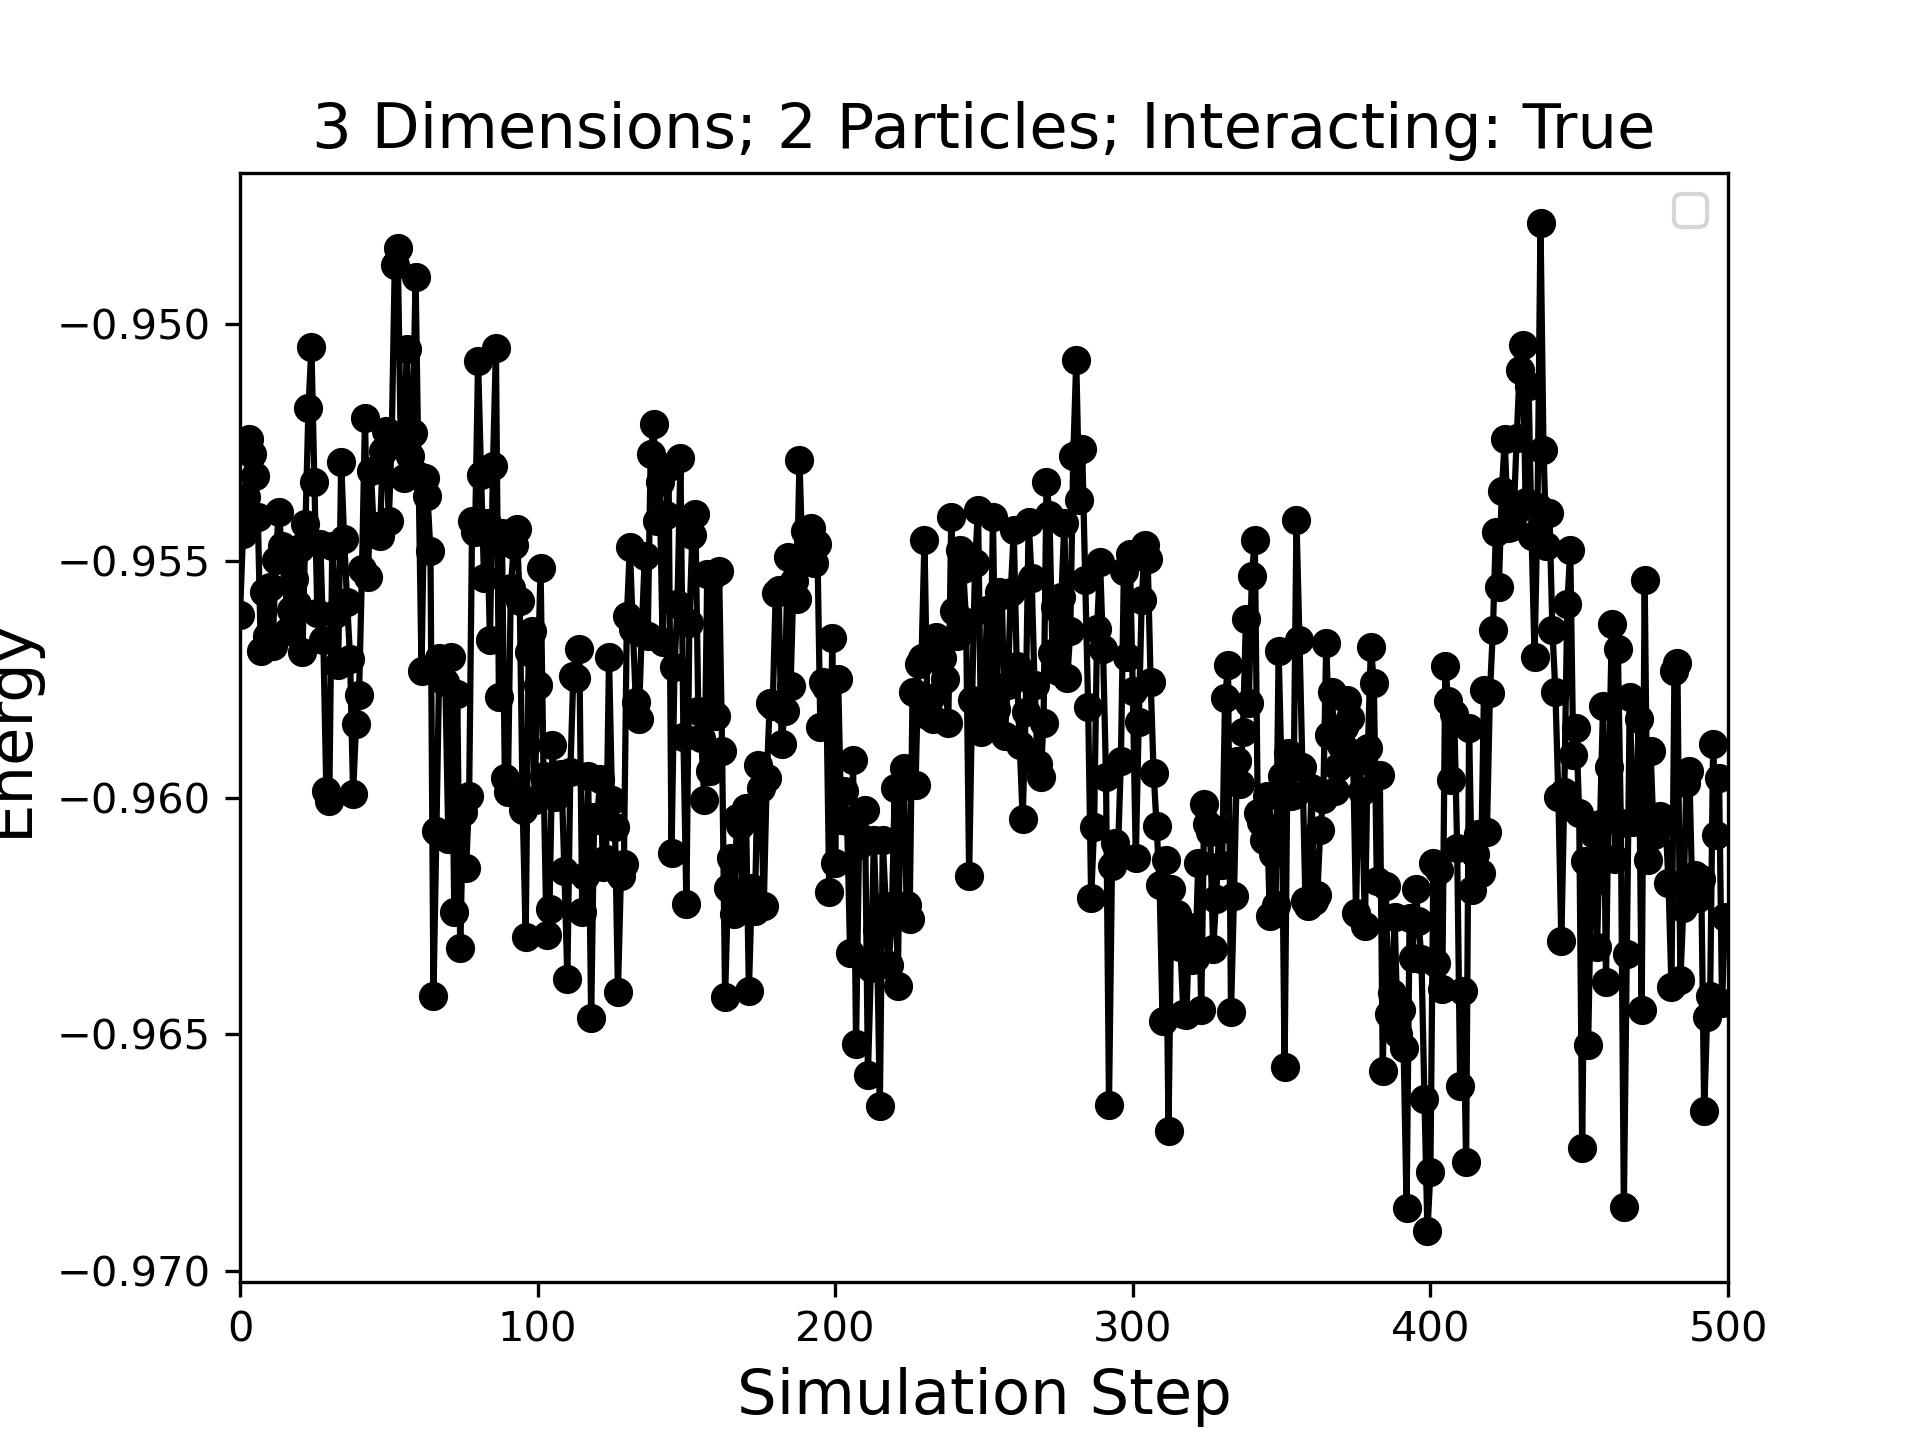 3 Dimensions; 2 Particles; Interacting: True
Energy
−0.950
−0.955
−0.960
−0.965
−0.970
0 100 200 300 400 500
Simulation Step